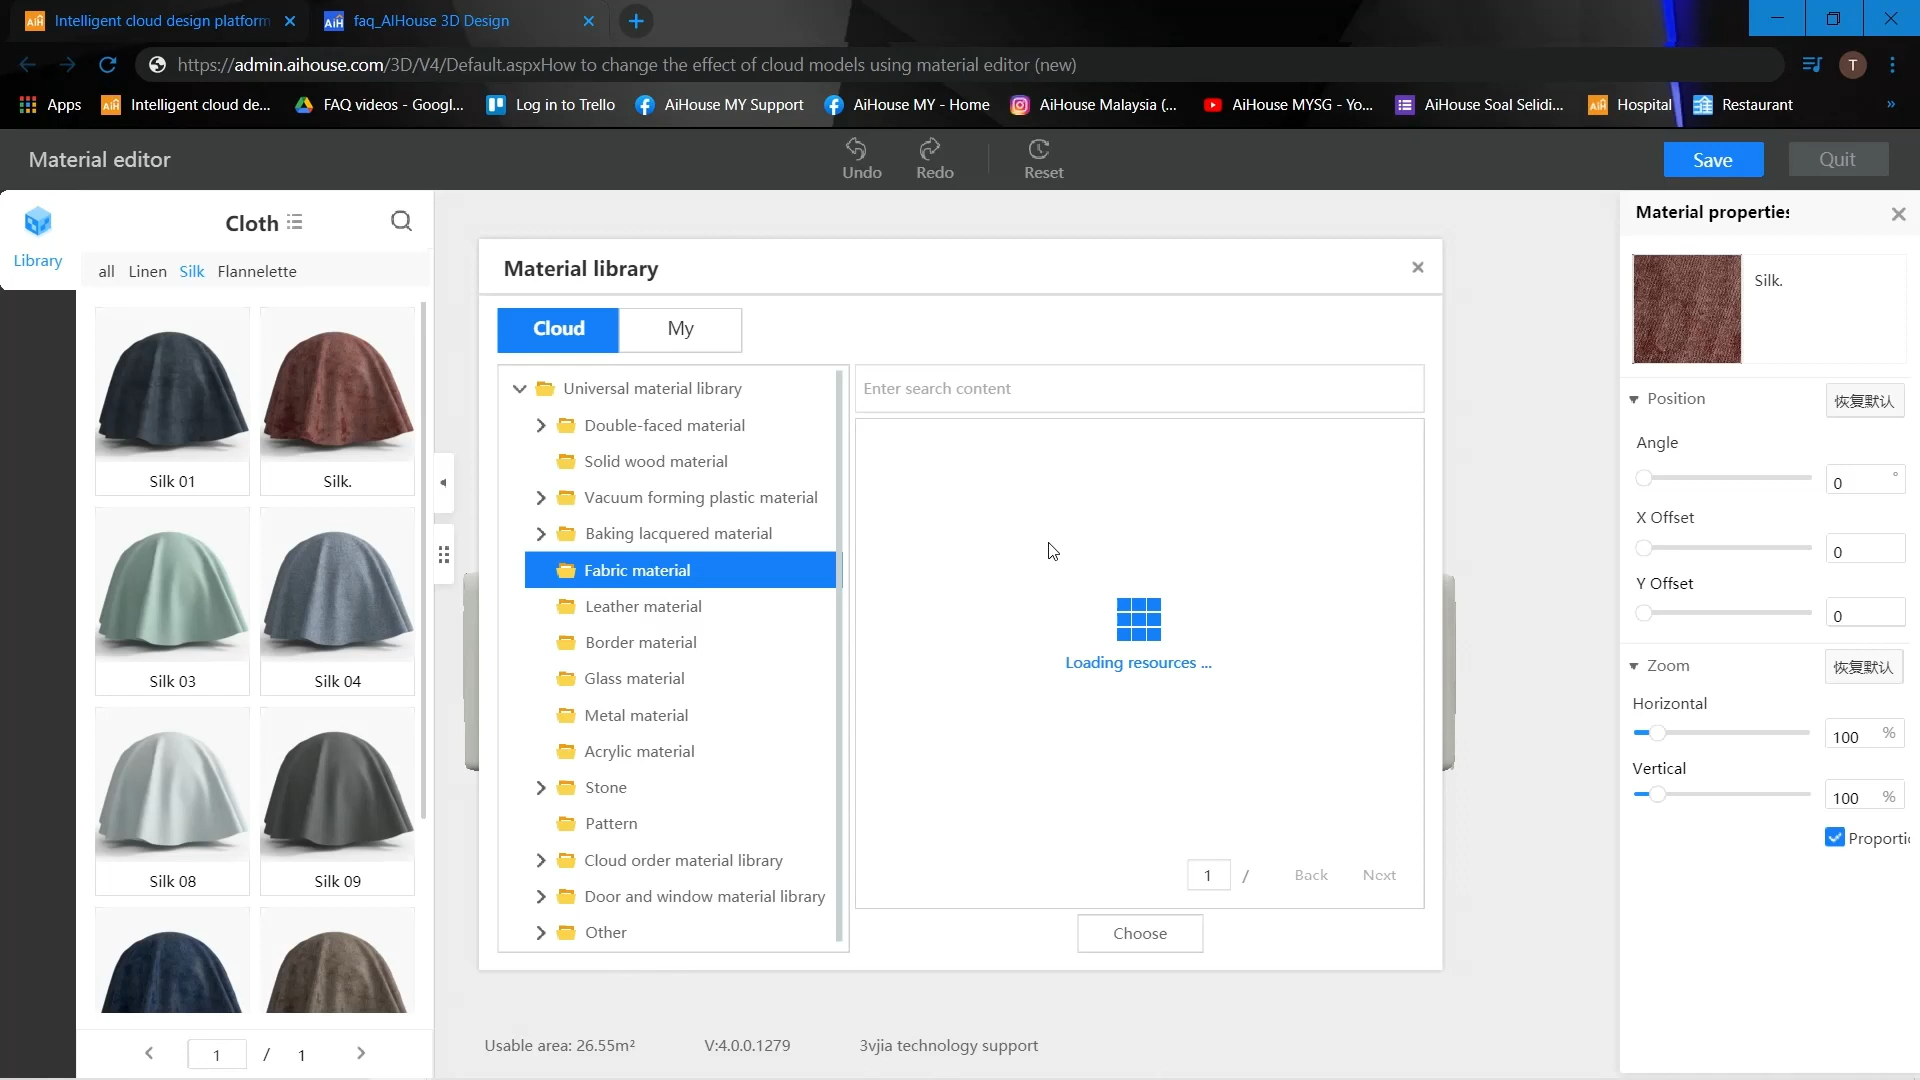 Intelligent cloud design platform
faq_AIHouse 3D Design
https://admin.aihouse.com/3D/V4/Default.aspxHow to change the effect of cloud models using material editor (new)
T
Apps
Intelligent cloud de...
FAQ videos - Googl...
Log in to Trello
AiHouse MY Support
AiHouse MY - Home
AiHouse Malaysia (...
AiHouse MYSG - Yo...
AiHouse Soal Selidi...
Hospital
Restaurant
»
Material editor
Undo
Redo
Reset
Save
Quit
Library
Cloth
all Linen Silk Flannelette
Silk 01
Silk.
Silk 03
Silk 04
Silk 08
Silk 09
1 / 1
Material library
Cloud
My
Universal material library
Double-faced material
Solid wood material
Vacuum forming plastic material
Baking lacquered material
Fabric material
Leather material
Border material
Glass material
Metal material
Acrylic material
Stone
Pattern
Cloud order material library
Door and window material library
Other
Enter search content
Loading resources ...
1 / Back Next
Choose
Usable area: 26.55m²
V:4.0.0.1279
3vjia technology support
Material properties
Silk.
Position
恢复默认
Angle
0 °
X Offset
0
Y Offset
0
Zoom
恢复默认
Horizontal
100 %
Vertical
100 %
Proporti